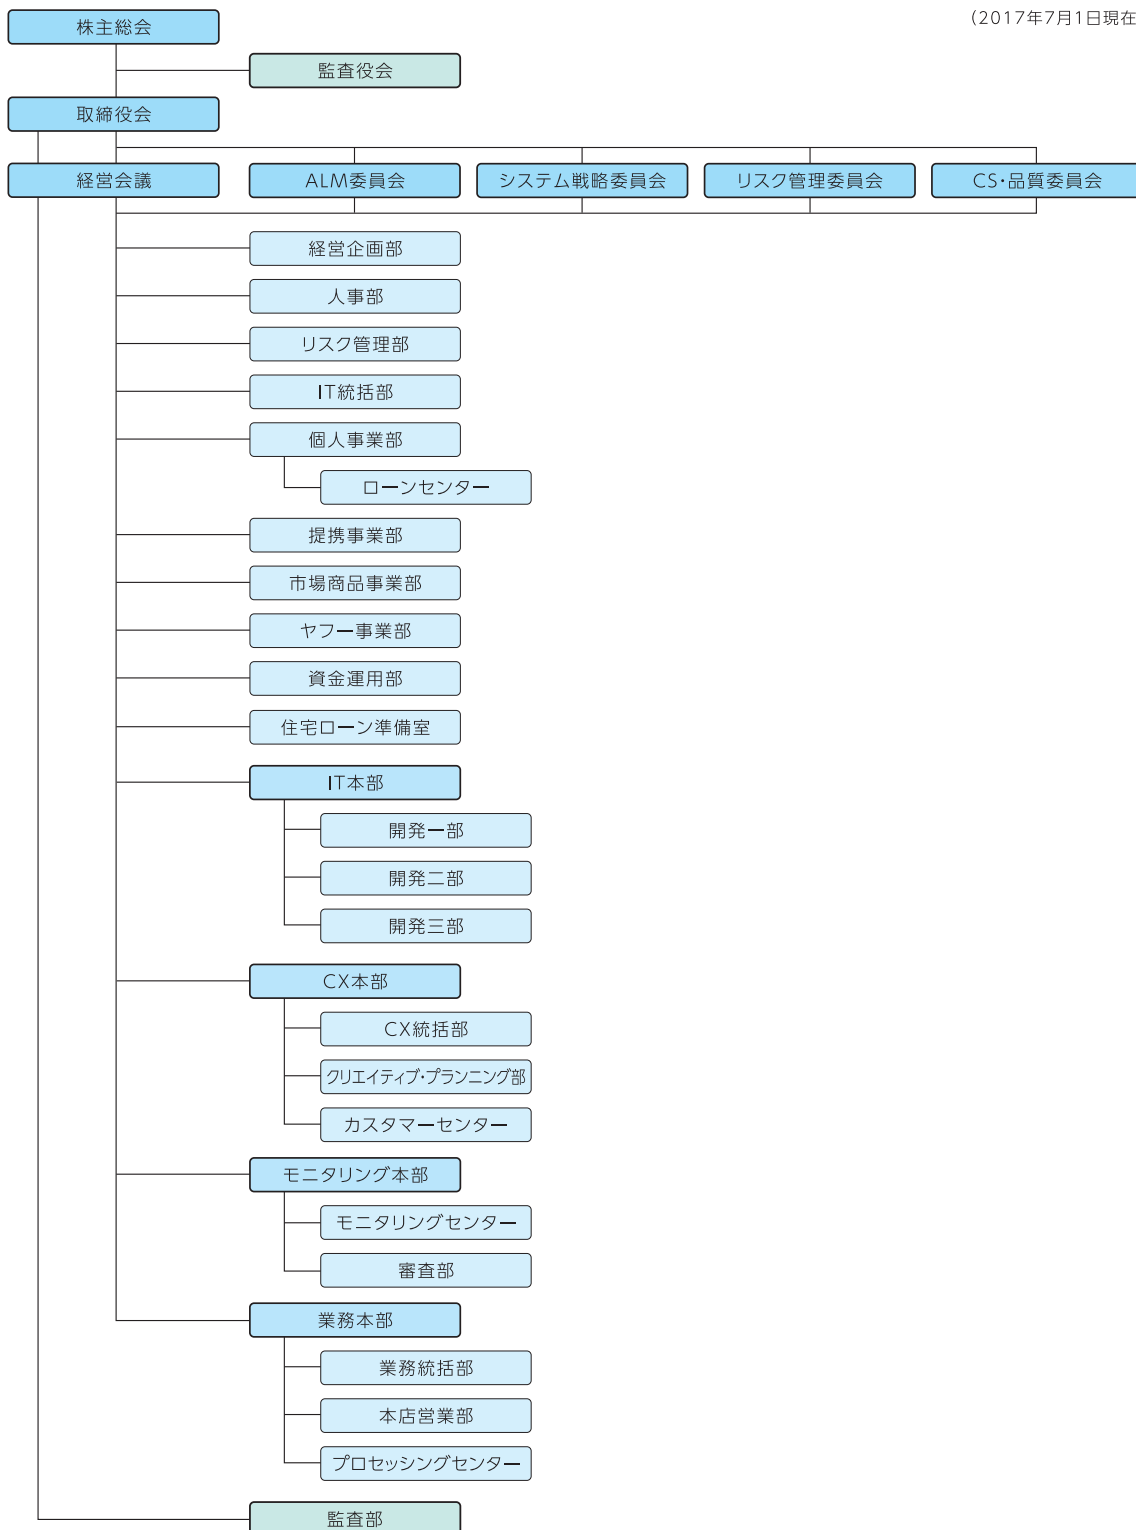 (2017年7月1日現在
株主総会
監査役会
取締役会
経営会議
ALM委員会
システム戦略委員会
リスク管理委員会
CS・品質委員会
経営企画部
人事部
リスク管理部
IT統括部
個人事業部
ローンセンター
提携事業部
市場商品事業部
ヤフー事業部
資金運用部
住宅ローン準備室
IT本部
開発一部
開発二部
開発三部
CX本部
CX統括部
クリエイティブ・プランニング部
カスタマーセンター
モニタリング本部
モニタリングセンター
審査部
業務本部
業務統括部
本店営業部
プロセッシングセンター
監査部